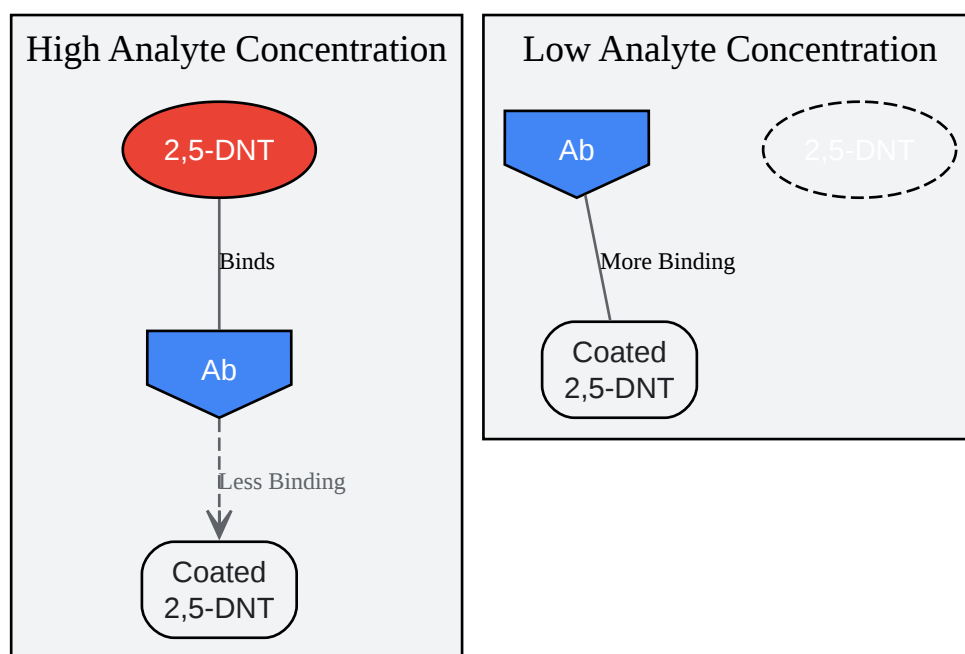 High Analyte Concentration
2,5-DNT
Binds
Ab
Less Binding
Coated
2,5-DNT
Low Analyte Concentration
Ab
2,5-DNT
More Binding
Coated
2,5-DNT